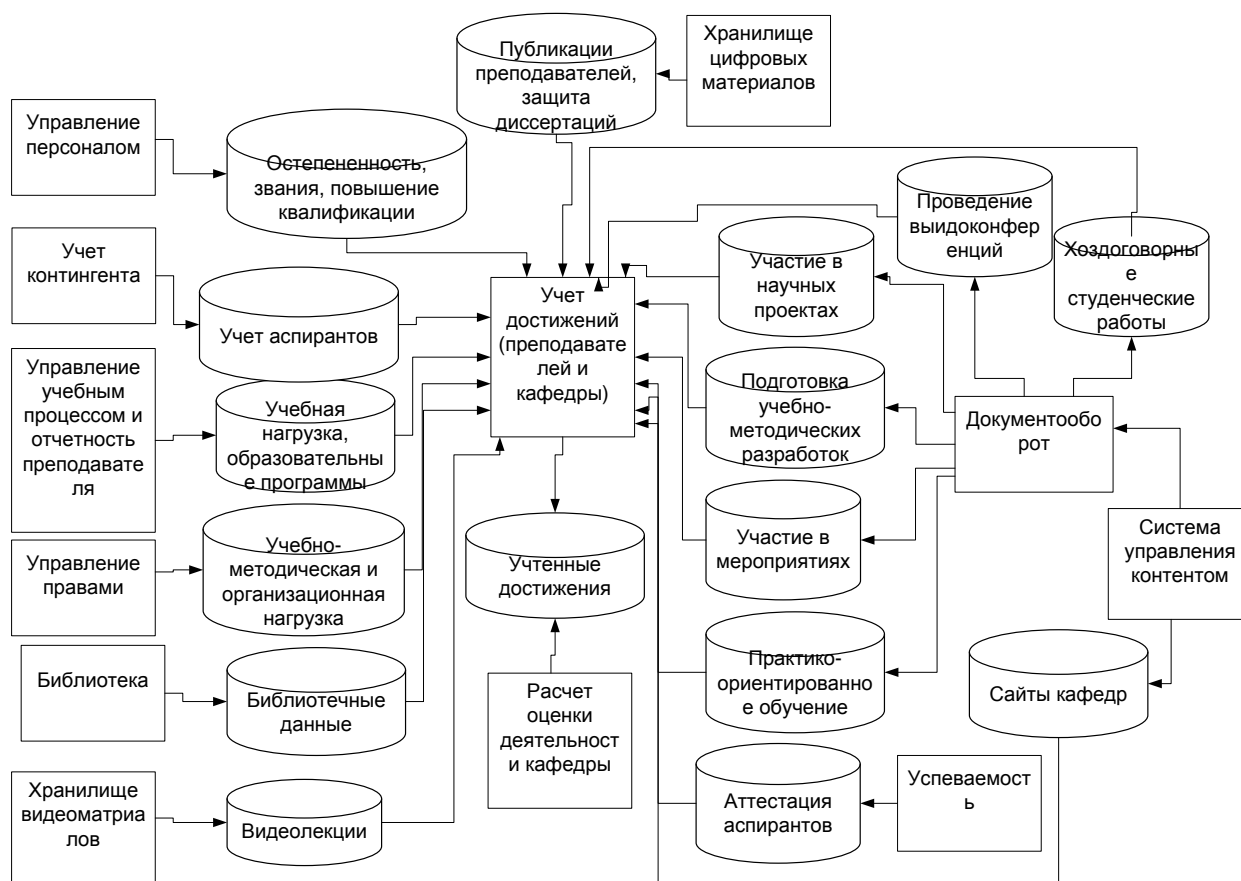 Публикации
преподавателей,
защита
диссертаций
Хранилище
цифровых
материалов
Управление
персоналом
Остепененность,
звания, повышение
квалификации
Проведение
выидоконфер
енций
Хоздоговорны
е
студенческие
работы
Учет
контингента
Учет аспирантов
Учет
достижений
(преподавате
лей и
кафедры)
Участие в
научных
проектах
Управление
учебным
процессом и
отчетность
преподавате
ля
Учебная
нагрузка,
образовательны
е программы
Подготовка
учебно-
методических
разработок
Документообо
рот
Управление
правами
Учебно-
методическая и
организационная
нагрузка
Учтенные
достижения
Участие в
мероприятиях
Система
управления
контентом
Библиотека
Библиотечные
данные
Расчет
оценки
деятельност
и кафедры
Практико-
ориентированно
е обучение
Сайты кафедр
Хранилище
видеоматриа
лов
Видеолекции
Аттестация
аспирантов
Успеваемост
ь